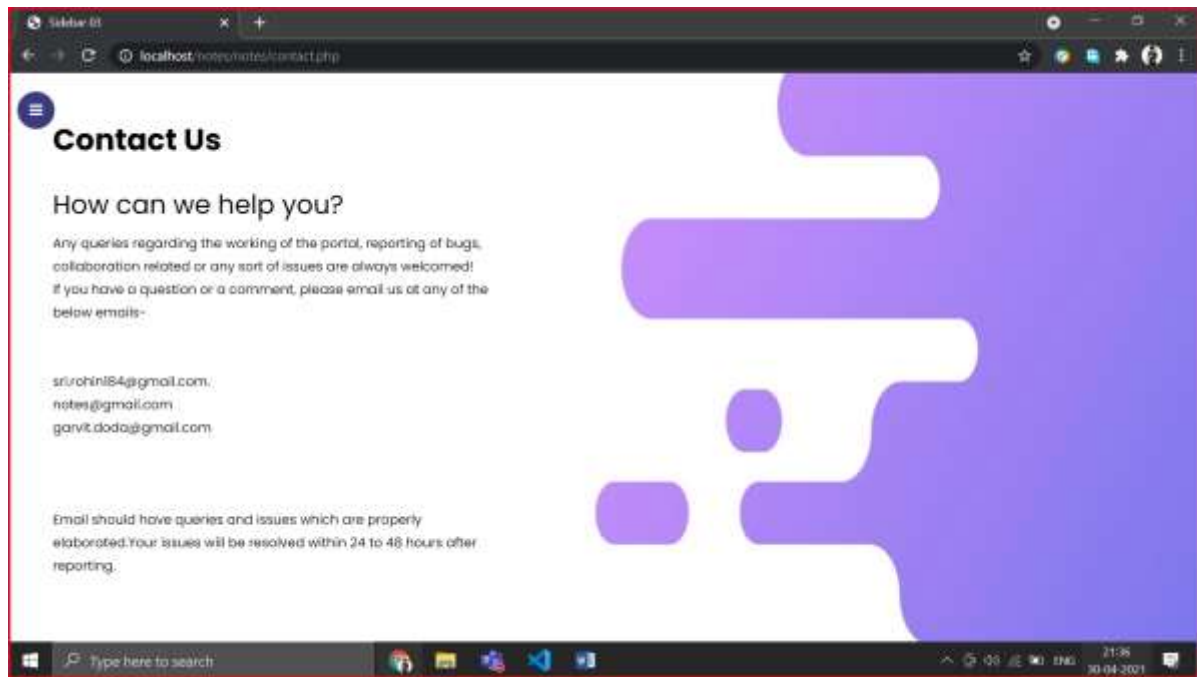 Sidebar 03
localhost/notes/notes/contact.php
Contact Us
How can we help you?
Any queries regarding the working of the portal, reporting of bugs,
collaboration related or any sort of issues are always welcomed!
If you have a question or a comment, please email us at any of the
below emails-
notes@gmail.com
garvit.doda@gmail.com
Email should have queries and issues which are properly
elaborated.Your issues will be resolved within 24 to 48 hours after
reporting.
Type here to search
ENG
21:36
30-04-2021